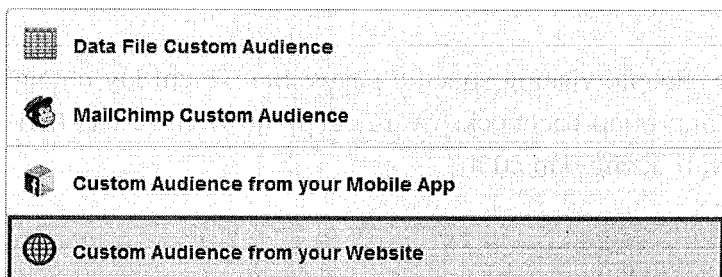 Data File Custom Audience
MailChimp Custom Audience
Custom Audience from your Mobile App
Custom Audience from your Website